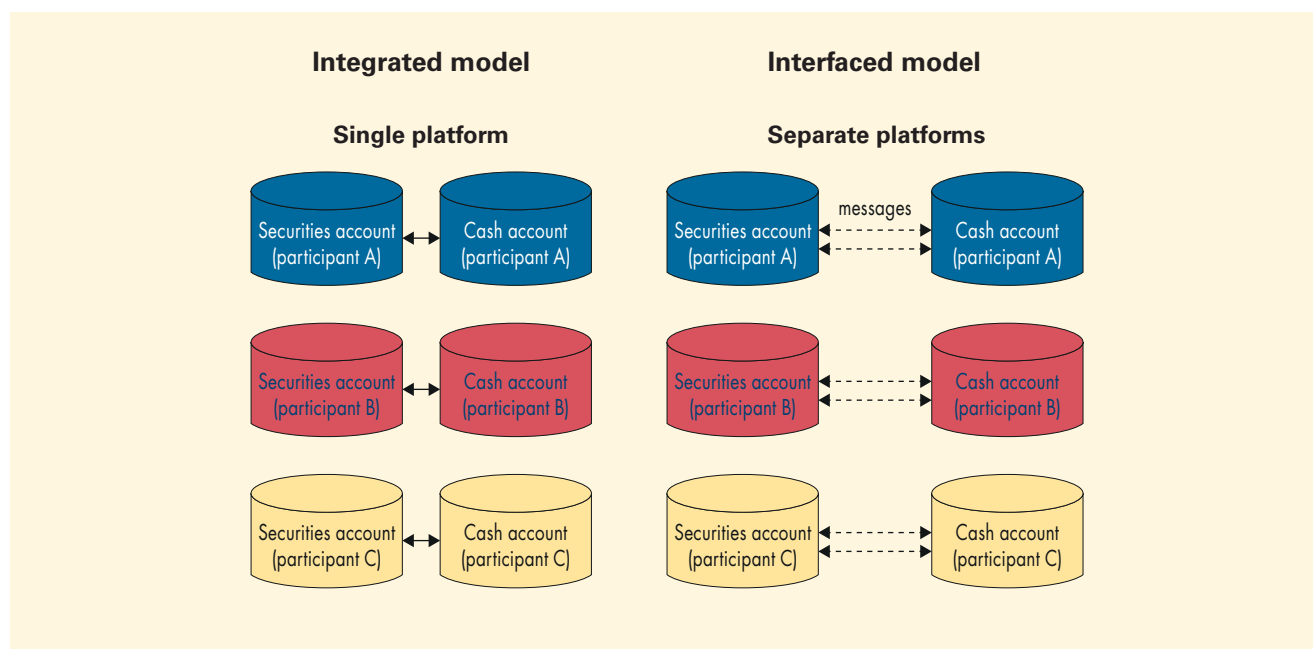 Integrated model
Interfaced model
Single platform
Separate platforms
Securities account
(participant A)
Cash account
(participant A)
Securities account
(participant A)
messages
Cash account
(participant A)
Securities account
(participant B)
Cash account
(participant B)
Securities account
(participant B)
Cash account
(participant B)
Securities account
(participant C)
Cash account
(participant C)
Securities account
(participant C)
Cash account
(participant C)